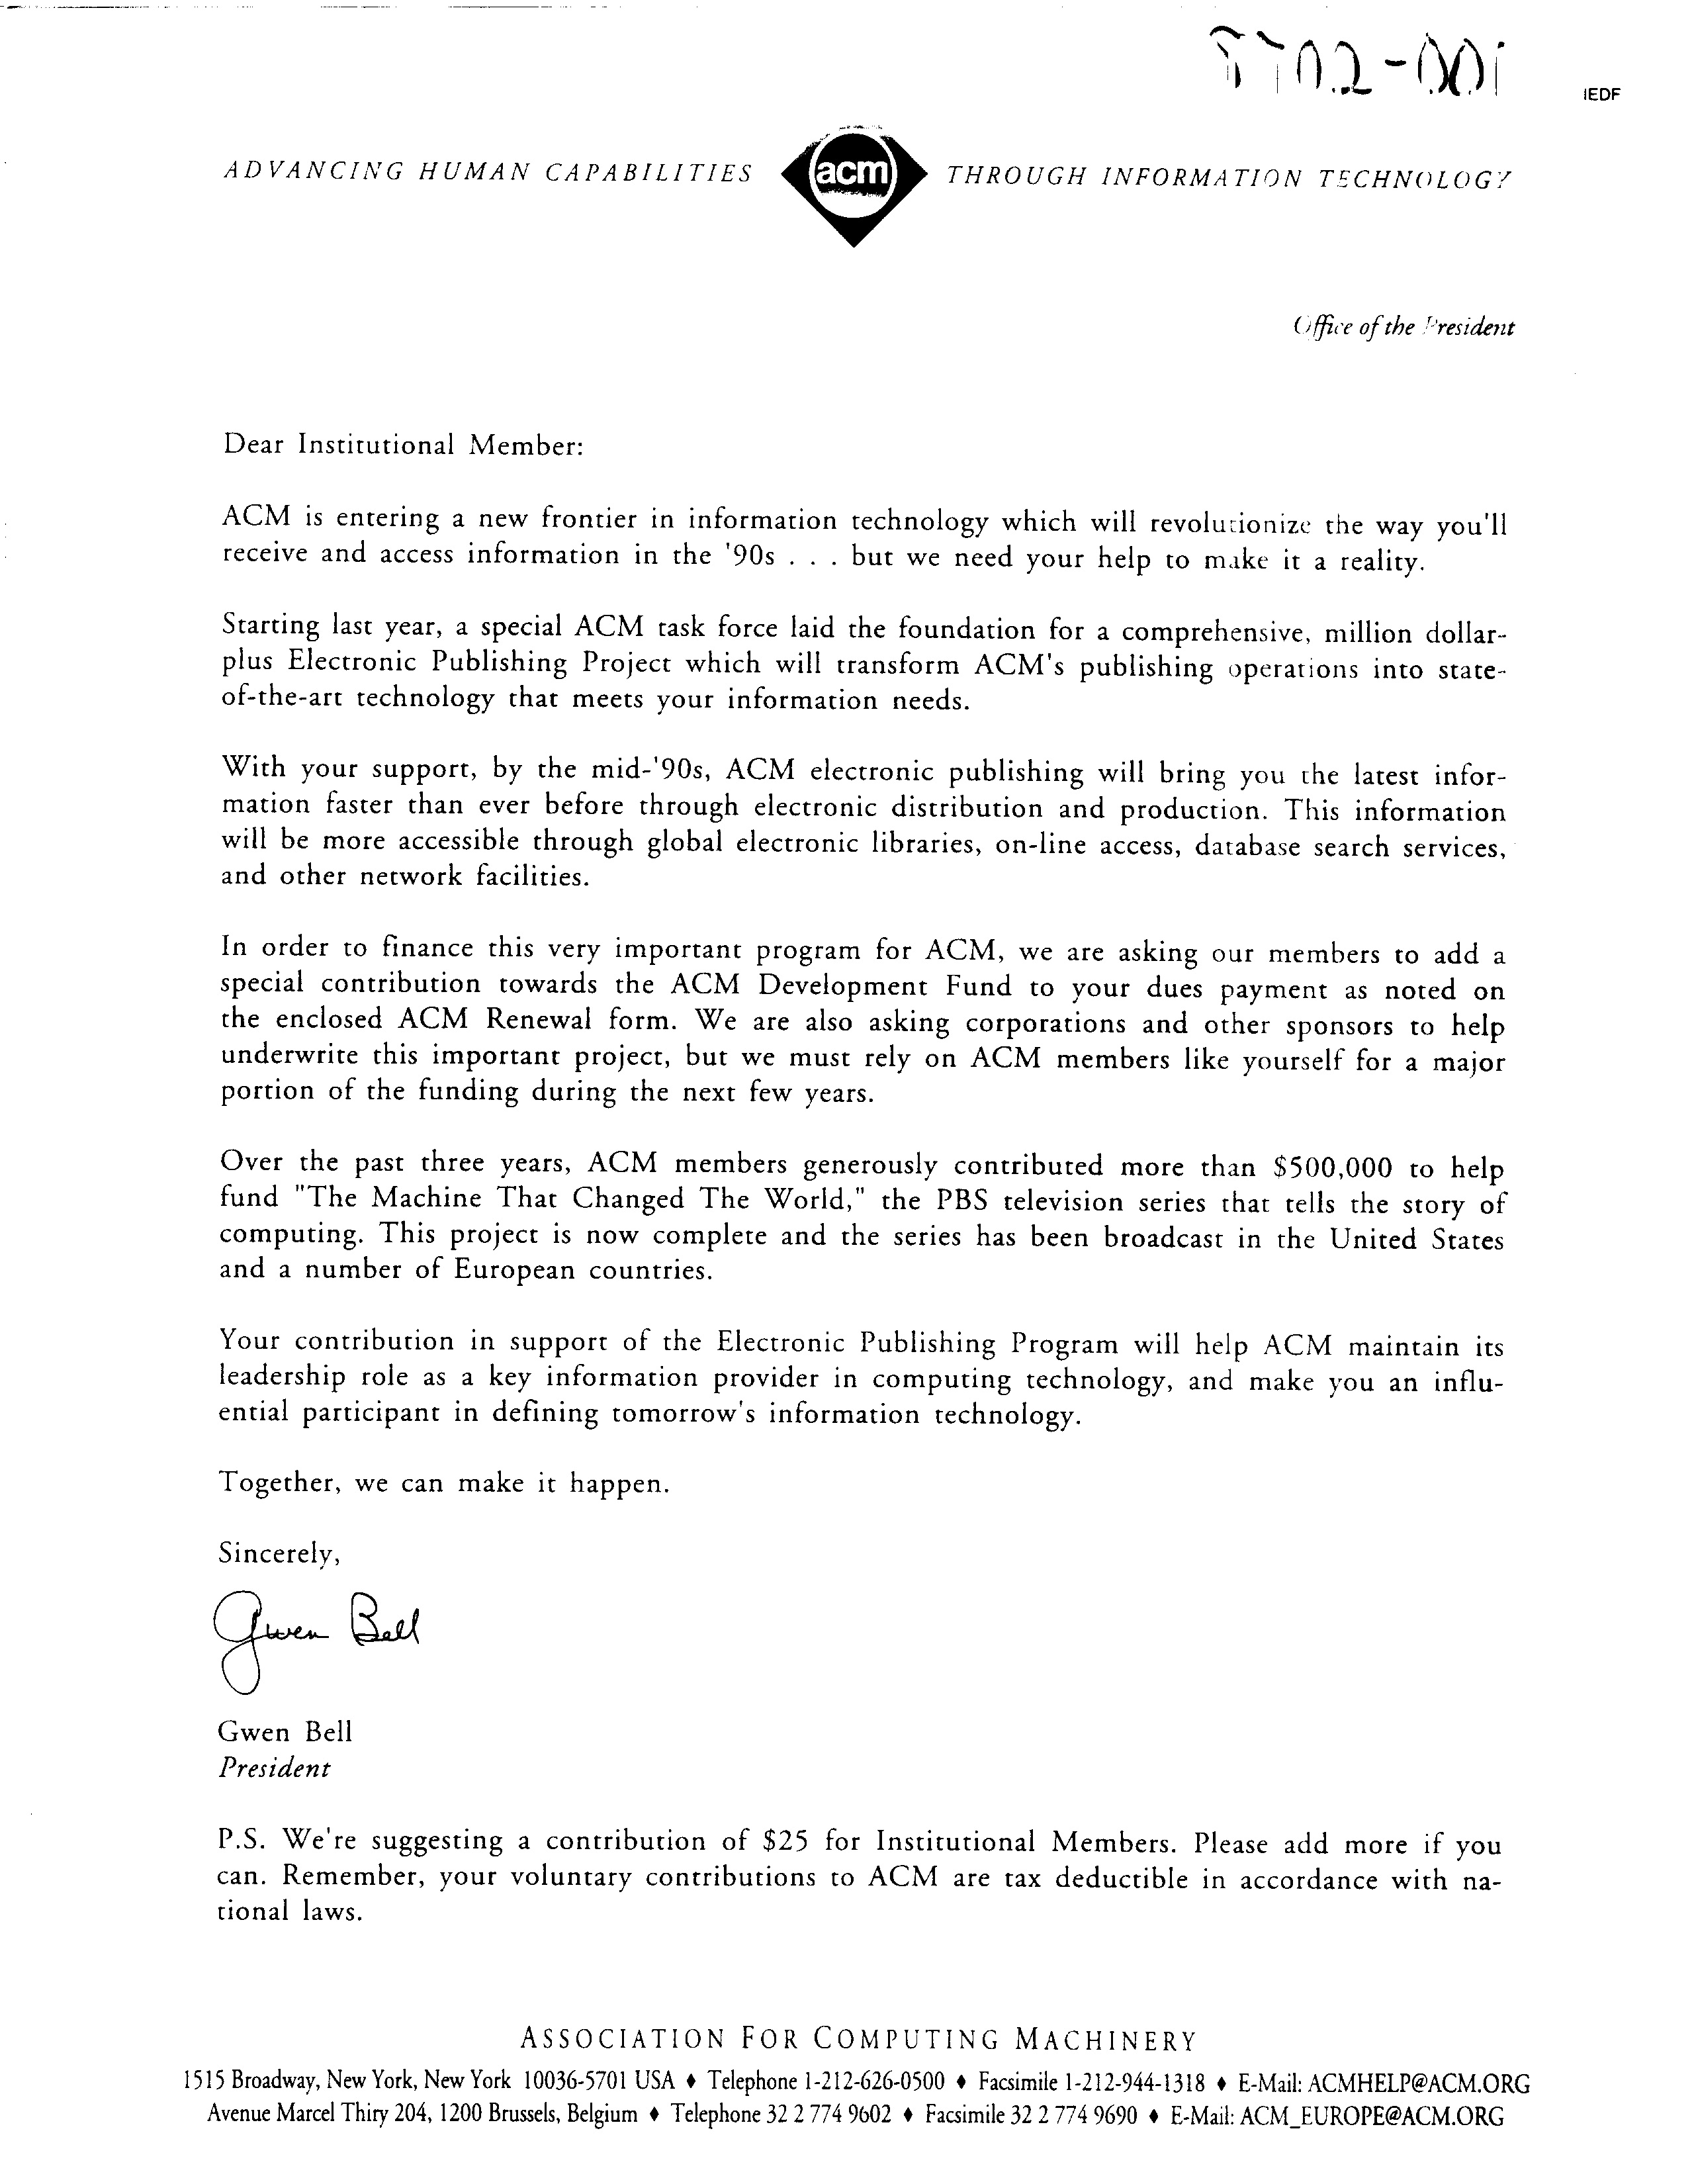 IEDF
ADVANCING HUMAN CAPABILITIES acm THROUGH INFORMATION TECHNOLOGY
Office of the President
Dear Institutional Member:
ACM is entering a new frontier in information technology which will revolutionize the way you'll
receive and access information in the '90s . . . but we need your help to make it a reality.
Starting last year, a special ACM task force laid the foundation for a comprehensive, million dollar-
plus Electronic Publishing Project which will transform ACM's publishing operations into state-
of-the-art technology that meets your information needs.
With your support, by the mid-'90s, ACM electronic publishing will bring you the latest infor-
mation faster than ever before through electronic distribution and production. This information
will be more accessible through global electronic libraries, on-line access, database search services,
and other network facilities.
In order to finance this very important program for ACM, we are asking our members to add a
special contribution towards the ACM Development Fund to your dues payment as noted on
the enclosed ACM Renewal form. We are also asking corporations and other sponsors to help
underwrite this important project, but we must rely on ACM members like yourself for a major
portion of the funding during the next few years.
Over the past three years, ACM members generously contributed more than $500,000 to help
fund "The Machine That Changed The World," the PBS television series that tells the story of
computing. This project is now complete and the series has been broadcast in the United States
and a number of European countries.
Your contribution in support of the Electronic Publishing Program will help ACM maintain its
leadership role as a key information provider in computing technology, and make you an influ-
ential participant in defining tomorrow's information technology.
Together, we can make it happen.
Sincerely,
Gwen Bell
Gwen Bell
President
P.S. We're suggesting a contribution of $25 for Institutional Members. Please add more if you
can. Remember, your voluntary contributions to ACM are tax deductible in accordance with na-
tional laws.
ASSOCIATION FOR COMPUTING MACHINERY
1515 Broadway, New York, New York 10036-5701 USA ♦ Telephone 1-212-626-0500 ♦ Facsimile 1-212-944-1318 ♦ E-Mail: ACMHELP@ACM.ORG
Avenue Marcel Thiry 204, 1200 Brussels, Belgium ♦ Telephone 32 2 774 9602 ♦ Facsimile 32 2 774 9690 ♦ E-Mail: ACM_EUROPE@ACM.ORG